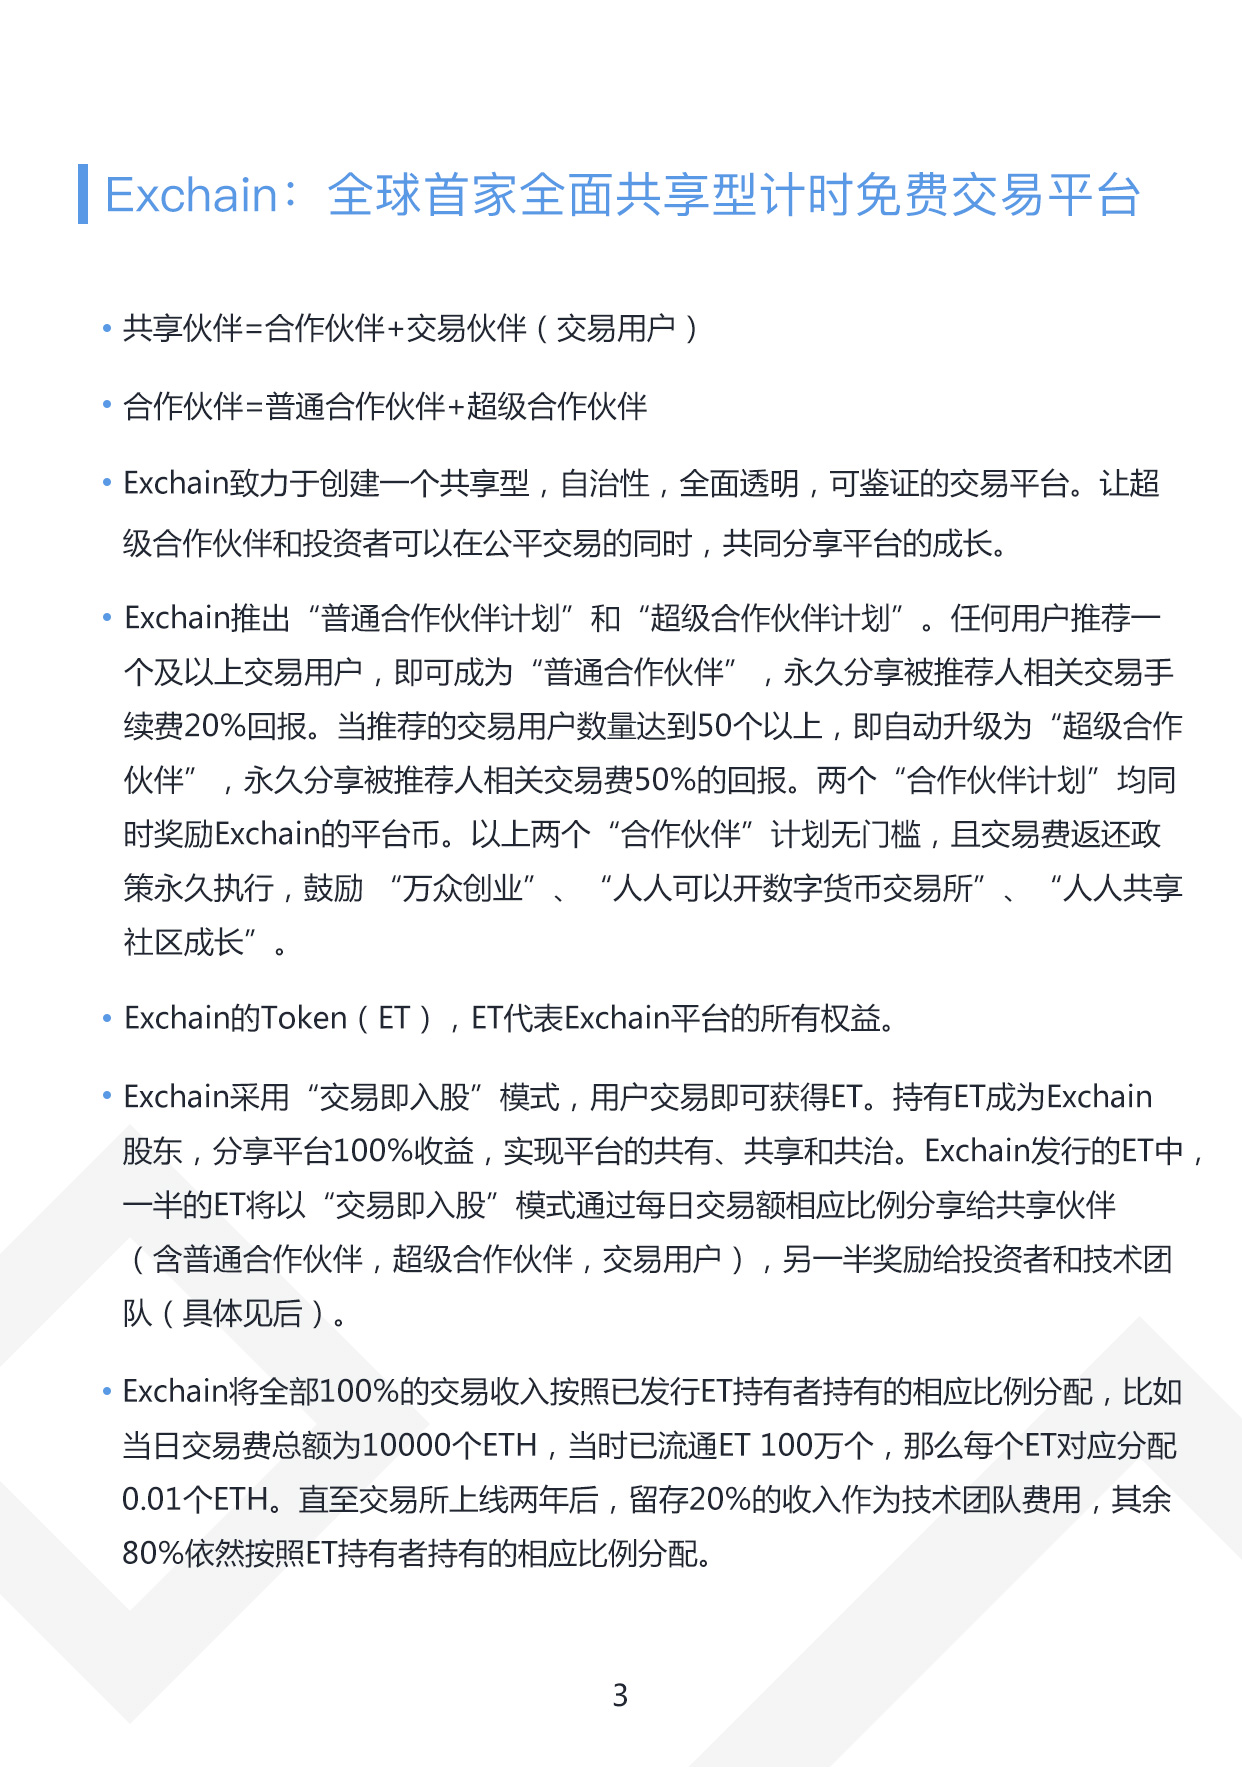 Exchain：全球首家全面共享型计时免费交易平台
• 共享伙伴=合作伙伴+交易伙伴（交易用户）
• 合作伙伴=普通合作伙伴+超级合作伙伴
• Exchain致力于创建一个共享型，自治性，全面透明，可鉴证的交易平台。让超
级合作伙伴和投资者可以在公平交易的同时，共同分享平台的成长。
• Exchain推出“普通合作伙伴计划”和“超级合作伙伴计划”。任何用户推荐一
个及以上交易用户，即可成为“普通合作伙伴”，永久分享被推荐人相关交易手
续费20%回报。当推荐的交易用户数量达到50个以上，即自动升级为“超级合作
伙伴”，永久分享被推荐人相关交易费50%的回报。两个“合作伙伴计划”均同
时奖励Exchain的平台币。以上两个“合作伙伴”计划无门槛，且交易费返还政
策永久执行，鼓励 “万众创业”、“人人可以开数字货币交易所”、“人人共享
社区成长”。
• Exchain的Token（ET），ET代表Exchain平台的所有权益。
• Exchain采用“交易即入股”模式，用户交易即可获得ET。持有ET成为Exchain
股东，分享平台100%收益，实现平台的共有、共享和共治。Exchain发行的ET中，
一半的ET将以“交易即入股”模式通过每日交易额相应比例分享给共享伙伴
（含普通合作伙伴，超级合作伙伴，交易用户），另一半奖励给投资者和技术团
队（具体见后）。
• Exchain将全部100%的交易收入按照已发行ET持有者持有的相应比例分配，比如
当日交易费总额为10000个ETH，当时已流通ET 100万个，那么每个ET对应分配
0.01个ETH。直至交易所上线两年后，留存20%的收入作为技术团队费用，其余
80%依然按照ET持有者持有的相应比例分配。
3